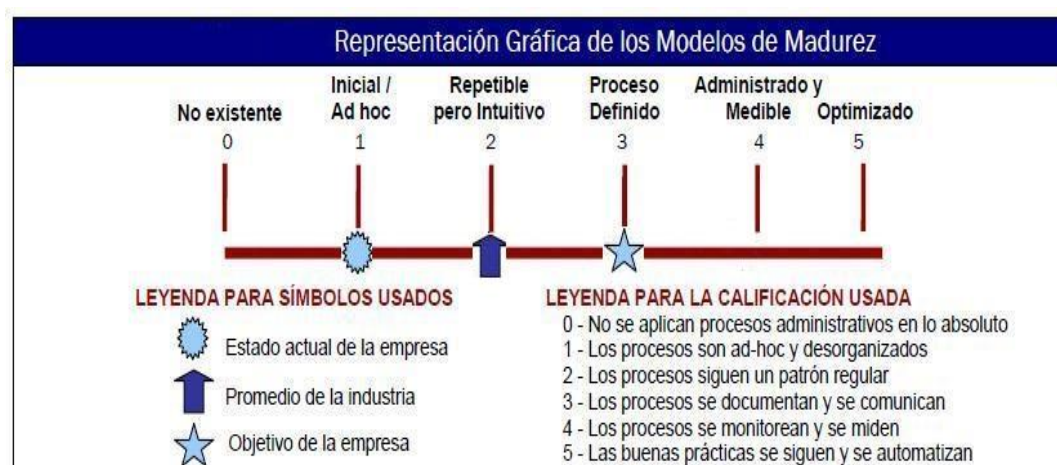 Representación Gráfica de los Modelos de Madurez
No existente
Inicial /
Ad hoc
Repetible
pero Intuitivo
Proceso
Definido
Administrado y
Medible
Optimizado
0
1
2
3
4
5
LEYENDA PARA SÍMBOLOS USADOS
Estado actual de la empresa
Promedio de la industria
Objetivo de la empresa
LEYENDA PARA LA CALIFICACIÓN USADA
0 - No se aplican procesos administrativos en lo absoluto
1 - Los procesos son ad-hoc y desorganizados
2 - Los procesos siguen un patrón regular
3 - Los procesos se documentan y se comunican
4 - Los procesos se monitorean y se miden
5 - Las buenas prácticas se siguen y se automatizan